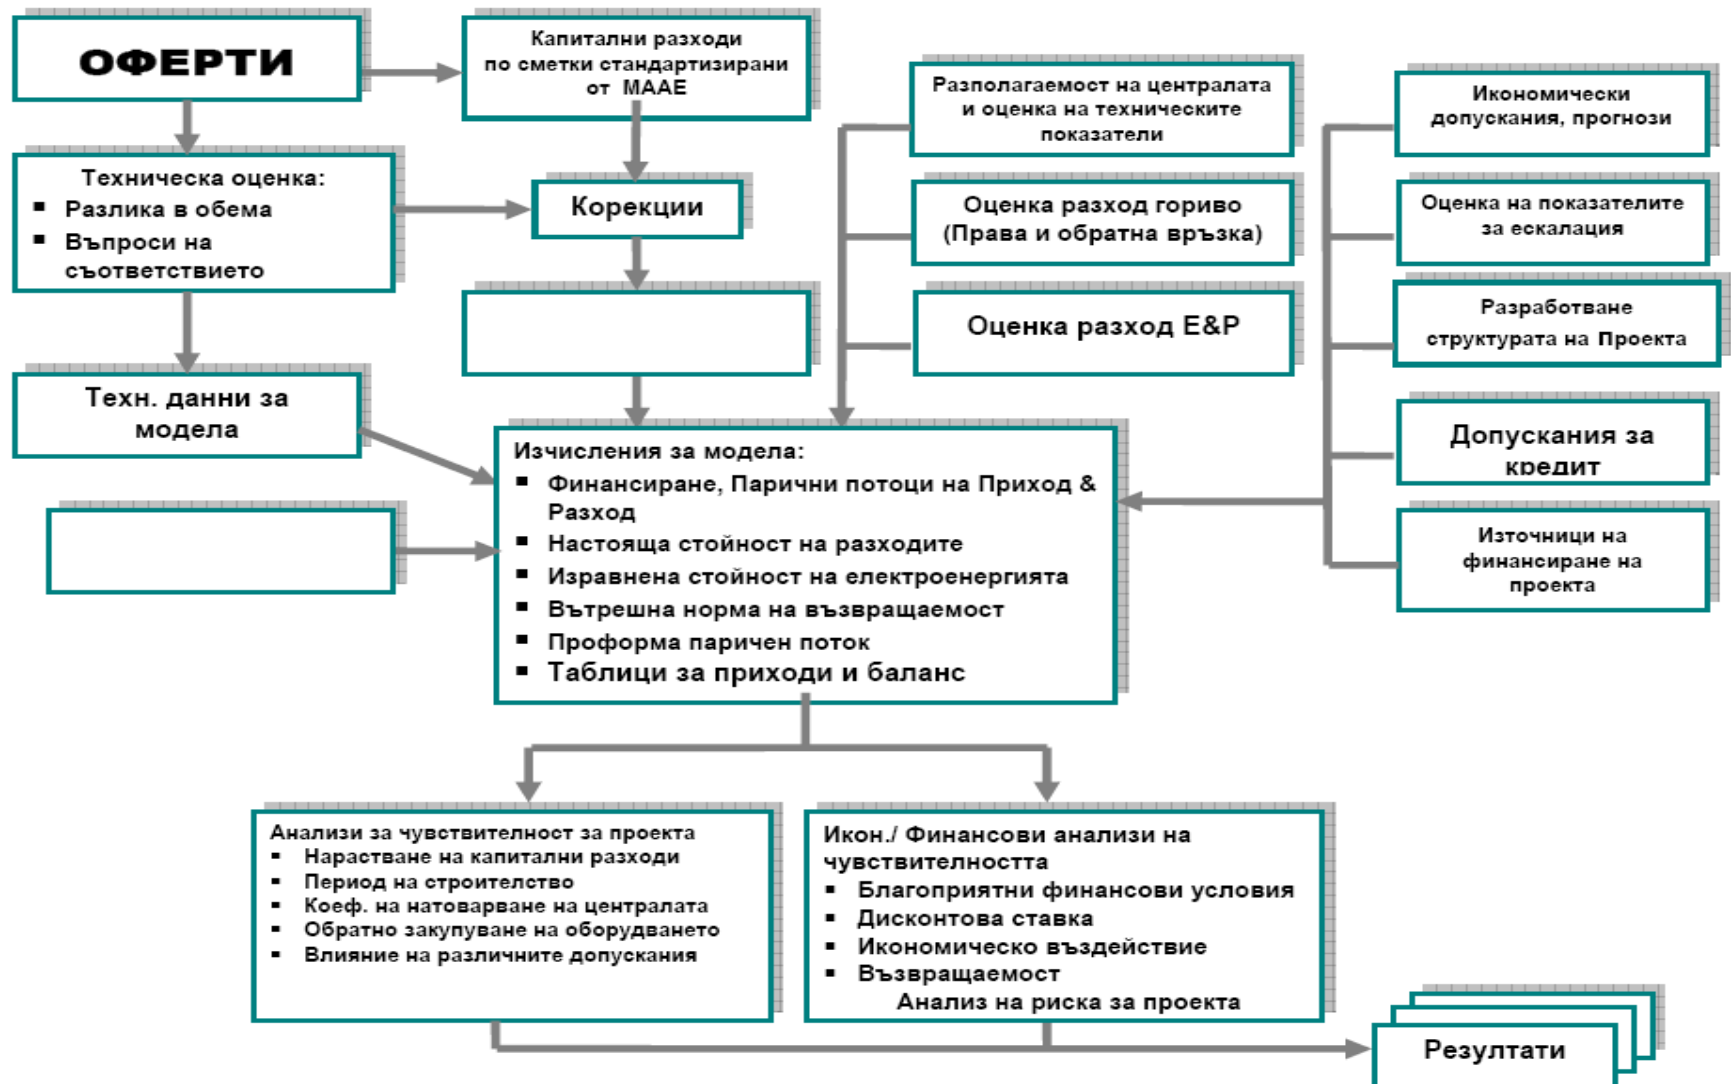 ОФЕРТИ
Капитални разходи
по сметки стандартизирани
от МААЕ
Разполагаемост на централата
и оценка на техническите
показатели
Икономически
допускания, прогнози
Техническа оценка:
▪ Разлика в обема
▪ Въпроси на
съответствието
Корекции
Оценка разход гориво
(Права и обратна връзка)
Оценка на показателите
за ескалация
Оценка разход Е&Р
Разработване
структурата на Проекта
Техн. данни за
модела
Допускания за
кредит
Източници на
финансиране на
проекта
Изчисления за модела:
▪ Финансиране, Парични потоци на Приход &
Разход
▪ Настояща стойност на разходите
▪ Изравнена стойност на електроенергията
▪ Вътрешна норма на възвращаемост
▪ Проформа паричен поток
▪ Таблици за приходи и баланс
Анализи за чувствителност за проекта
▪ Нарастване на капитални разходи
▪ Период на строителство
▪ Коеф. на натоварване на централата
▪ Обратно закупуване на оборудването
▪ Влияние на различните допускания
Икон./ Финансови анализи на
чувствителността
▪ Благоприятни финансови условия
▪ Дисконтова ставка
▪ Икономическо въздействие
▪ Възвращаемост
Анализ на риска за проекта
Резултати